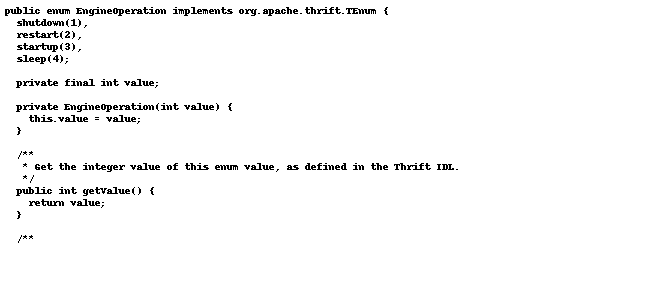 public enum EngineOperation implements org.apache.thrift.TEnum {
  shutdown(1),
  restart(2),
  startup(3),
  sleep(4);

  private final int value;

  private EngineOperation(int value) {
    this.value = value;
  }

  /**
   * Get the integer value of this enum value, as defined in the Thrift IDL.
   */
  public int getValue() {
    return value;
  }

  /**